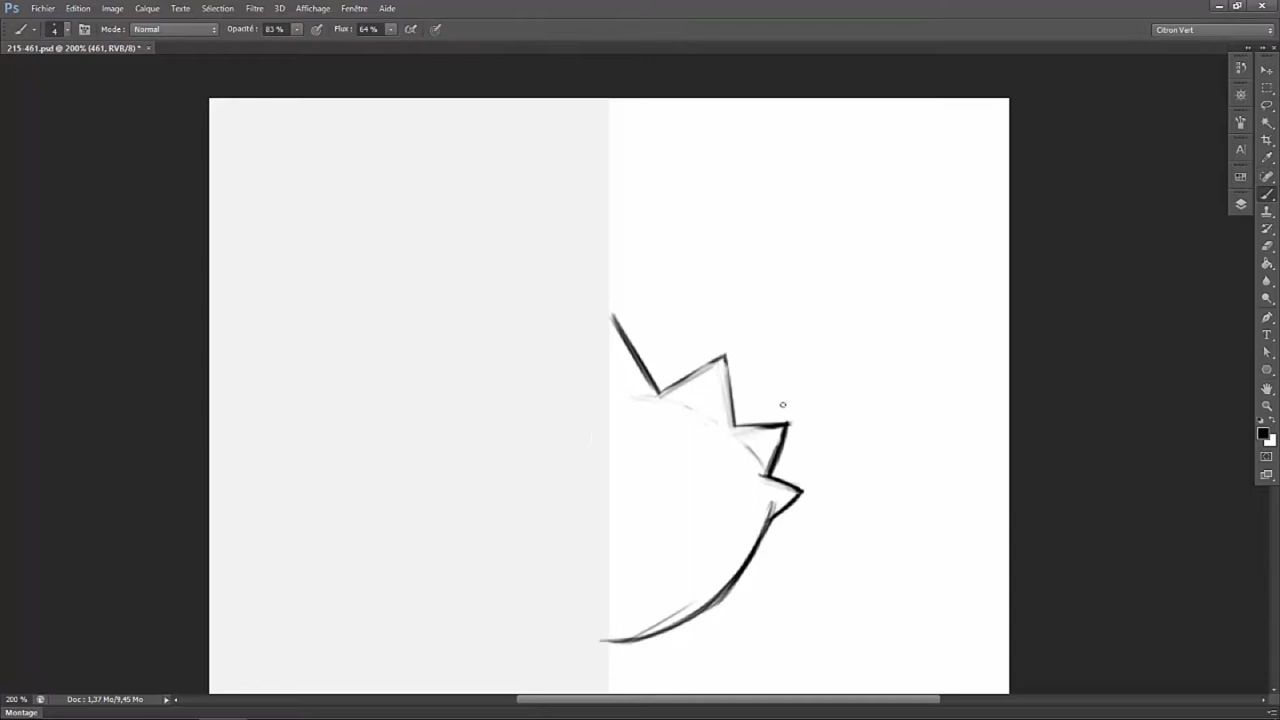 Ps Fichier Edition Image Calque Texte Sélection Filtre 3D Affichage Fenêtre Aide
4 Mode : Normal Opacité : 83 % Flux : 64 % Citron Vert
215-461.psd @ 200% (461, RVB/8) * ×
200 % Doc : 1,37 Mo/9,45 Mo
Montage